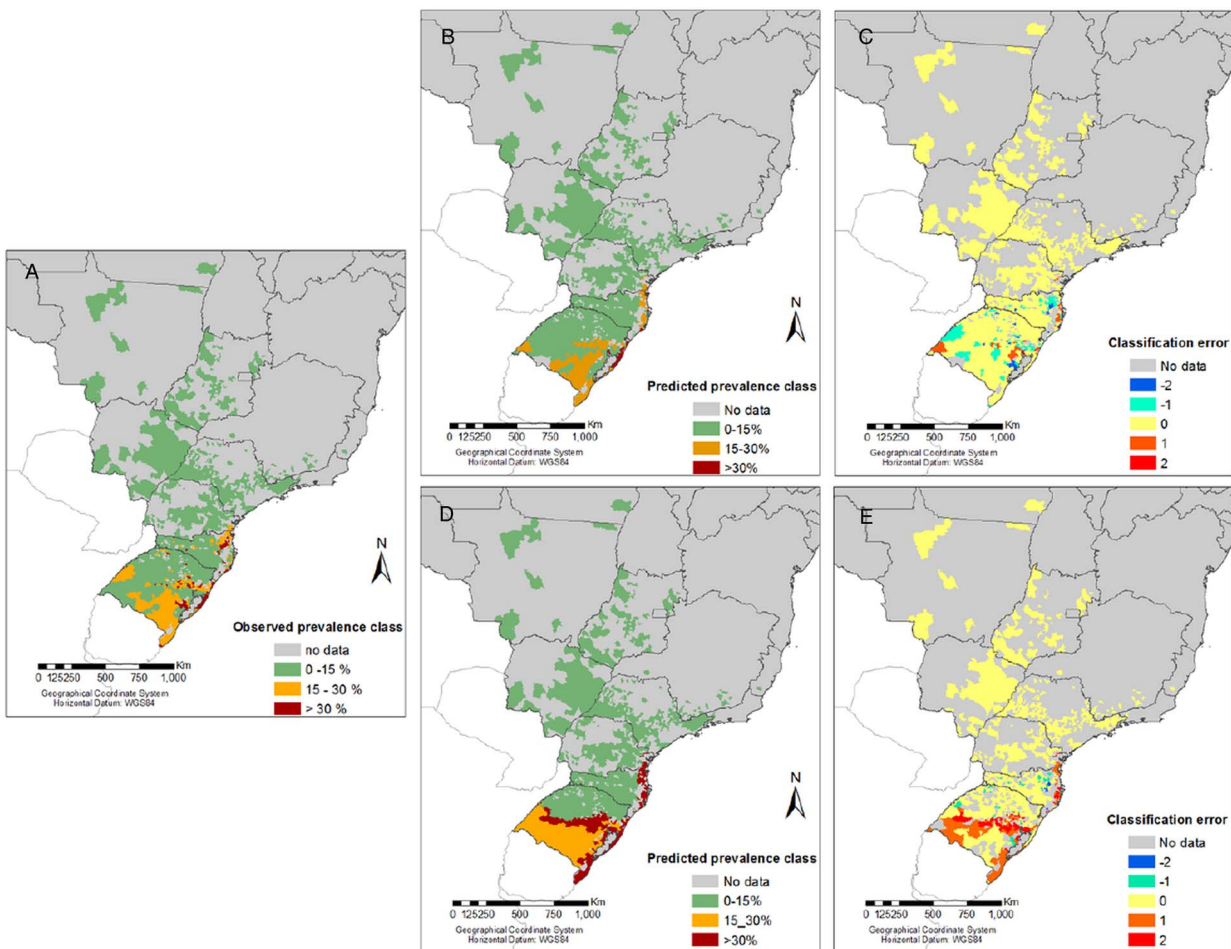 A
N
Observed prevalence class
no data
0 -15 %
15 - 30 %
> 30 %
Km
0 125250 500 750 1,000
Geographical Coordinate System
Horizontal Datum: WGS84
B
N
Predicted prevalence class
No data
0-15%
15-30%
>30%
Km
0 125250 500 750 1,000
Geographical Coordinate System
Horizontal Datum: WGS84
C
Classification error
No data
-2
-1
0
1
2
Km
0 125250 500 750 1,000
Geographical Coordinate System
Horizontal Datum: WGS84
D
N
Predicted prevalence class
No data
0-15%
15_30%
>30%
Km
0 125250 500 750 1,000
Geographical Coordinate System
Horizontal Datum: WGS84
E
Classification error
No data
-2
-1
0
1
2
Km
0 125250 500 750 1,000
Geographical Coordinate System
Horizontal Datum: WGS84